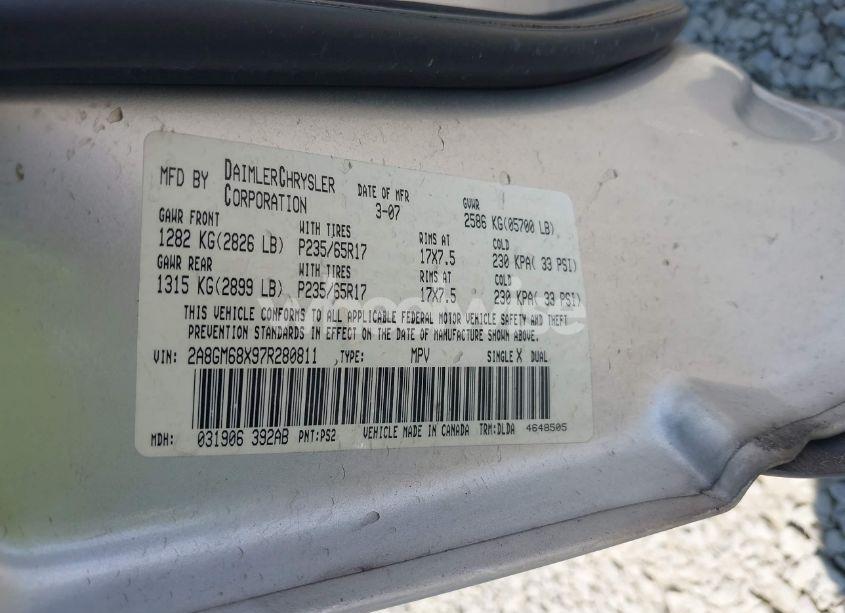 MFD BY DAIMLERCHRYSLER CORPORATION DATE OF MFR 3-07 GVWR 2586 KG(05700 LB)
GAWR FRONT WITH TIRES RIMS AT COLD
1282 KG(2826 LB) P235/65R17 17X7.5 230 KPA( 33 PSI)
GAWR REAR WITH TIRES RIMS AT COLD
1315 KG(2899 LB) P235/65R17 17X7.5 230 KPA( 33 PSI)
THIS VEHICLE CONFORMS TO ALL APPLICABLE FEDERAL MOTOR VEHICLE SAFETY AND THEFT
PREVENTION STANDARDS IN EFFECT ON THE DATE OF MANUFACTURE SHOWN ABOVE.
VIN: 2A8GM68X97R280811 TYPE: MPV SINGLE X DUAL
MDH: 031906 392AB PNT:PS2 VEHICLE MADE IN CANADA TRM:DLDA 4648505